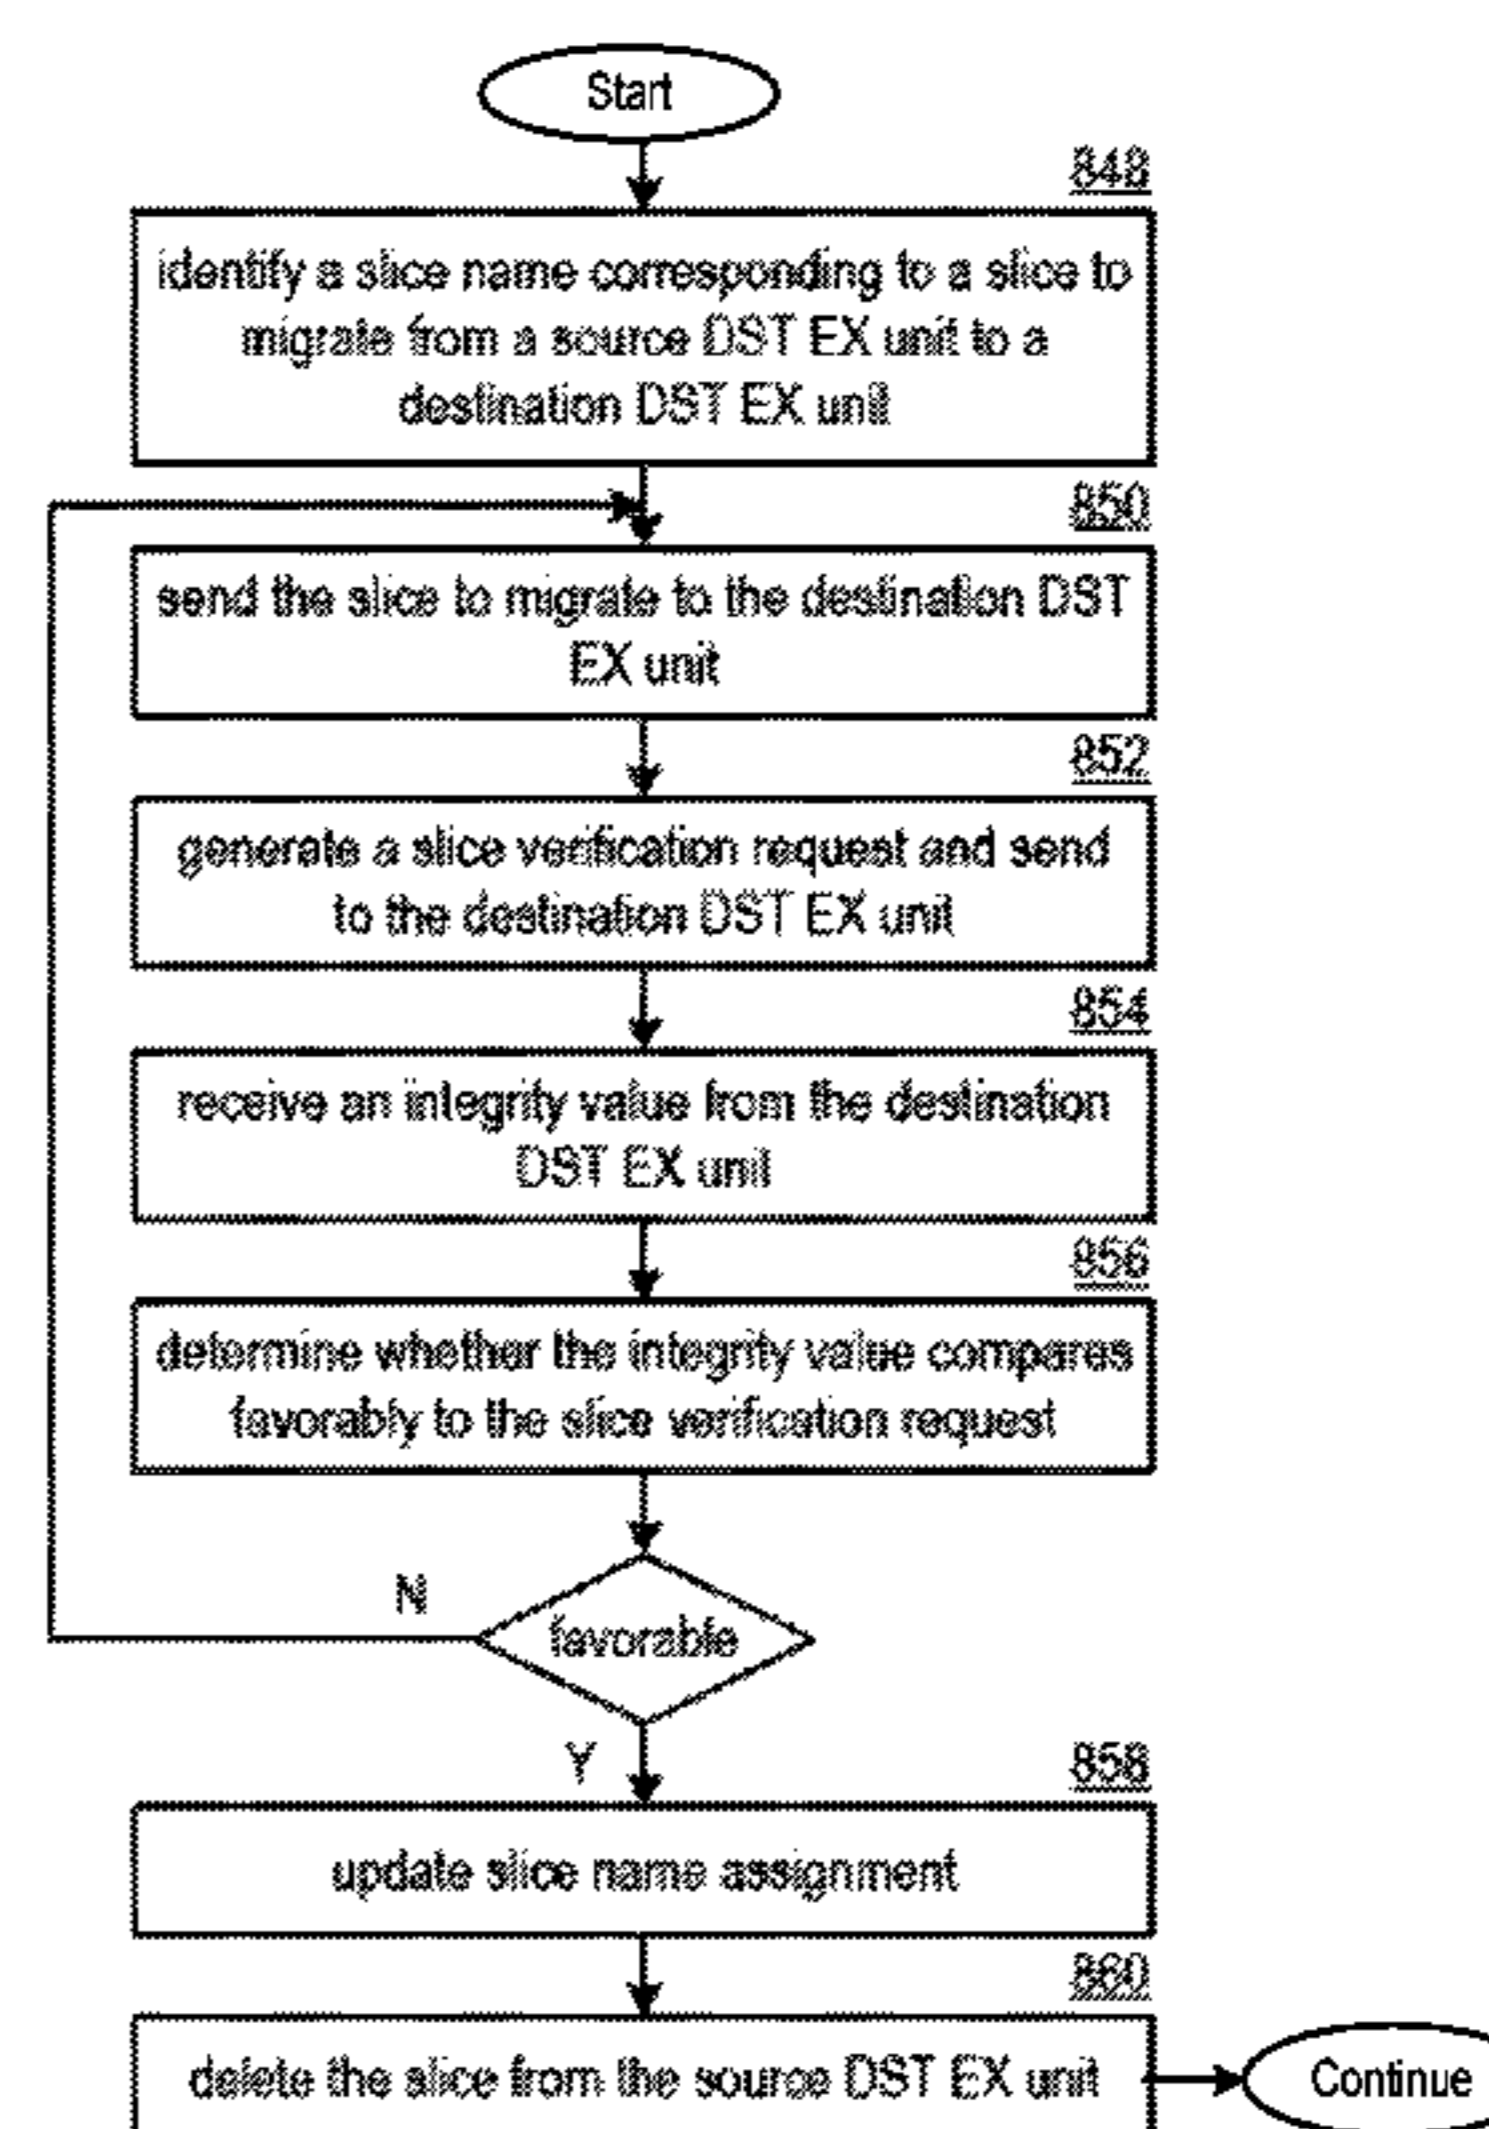 Start
848
identify a slice name corresponding to a slice to
migrate from a source DST EX unit to a
destination DST EX unit
850
send the slice to migrate to the destination DST
EX unit
852
generate a slice verification request and send
to the destination DST EX unit
854
receive an integrity value from the destination
DST EX unit
856
determine whether the integrity value compares
favorably to the slice verification request
N
favorable
Y
858
update slice name assignment
860
delete the slice from the source DST EX unit
Continue